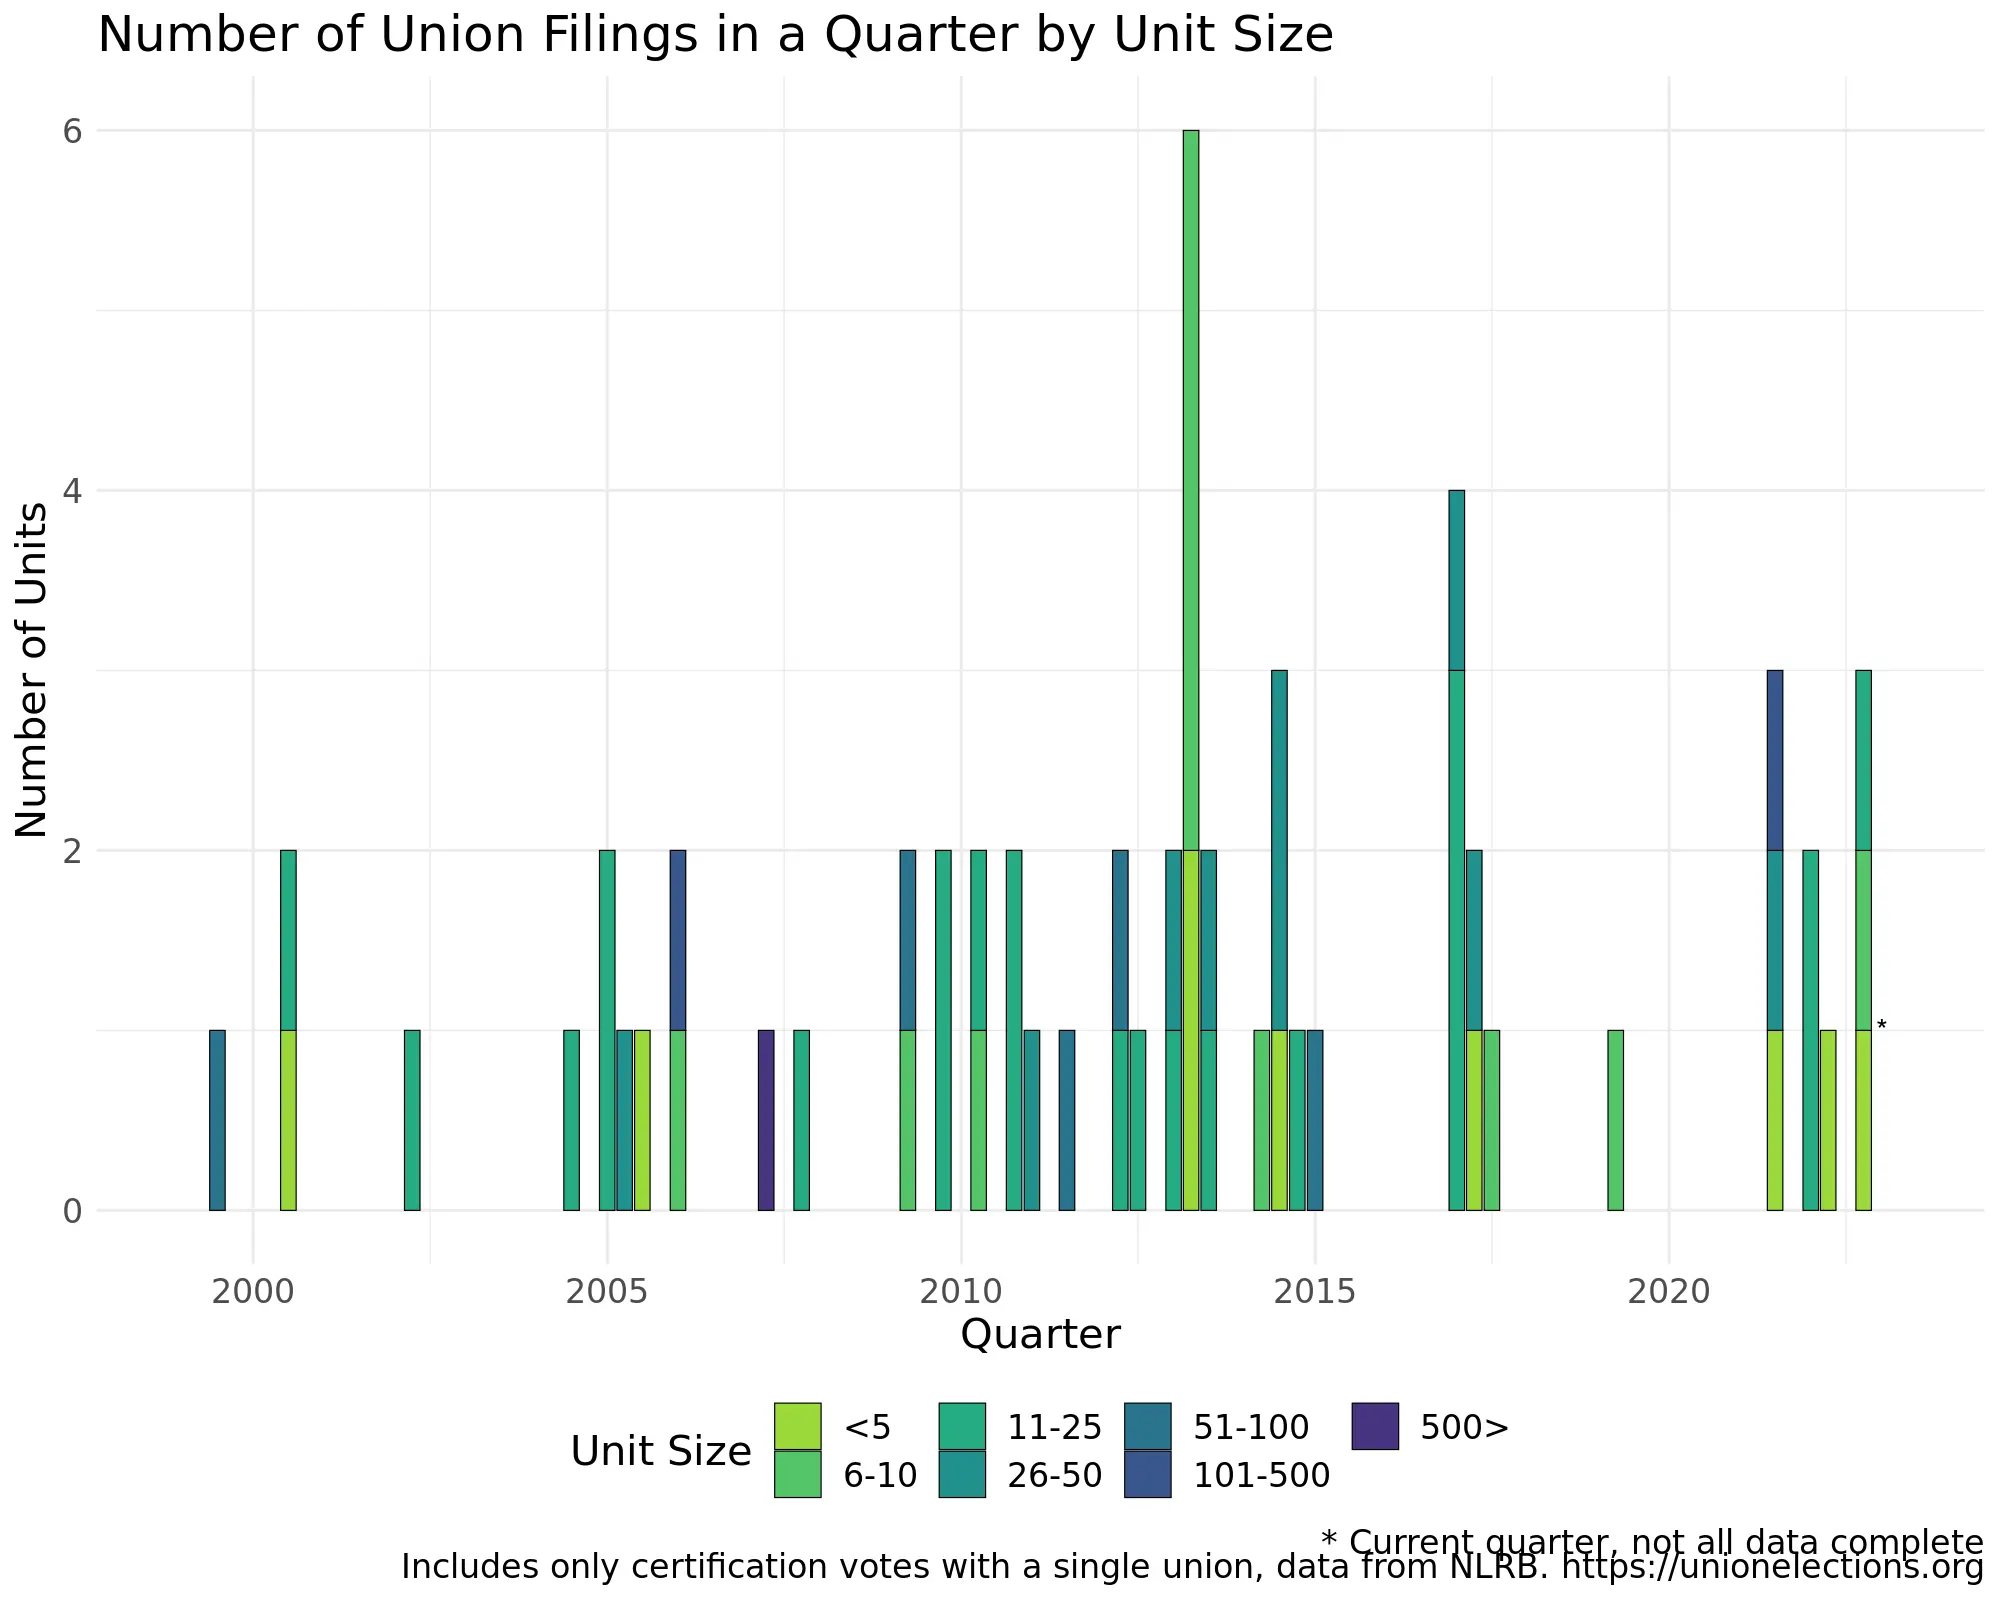 Number of Union Filings in a Quarter by Unit Size
6
4
2
0
Number of Units
*
2000 2005 2010 2015 2020
Quarter
Unit Size
<5 11-25 51-100 500>
6-10 26-50 101-500
* Current quarter, not all data complete
Includes only certification votes with a single union, data from NLRB. https://unionelections.org